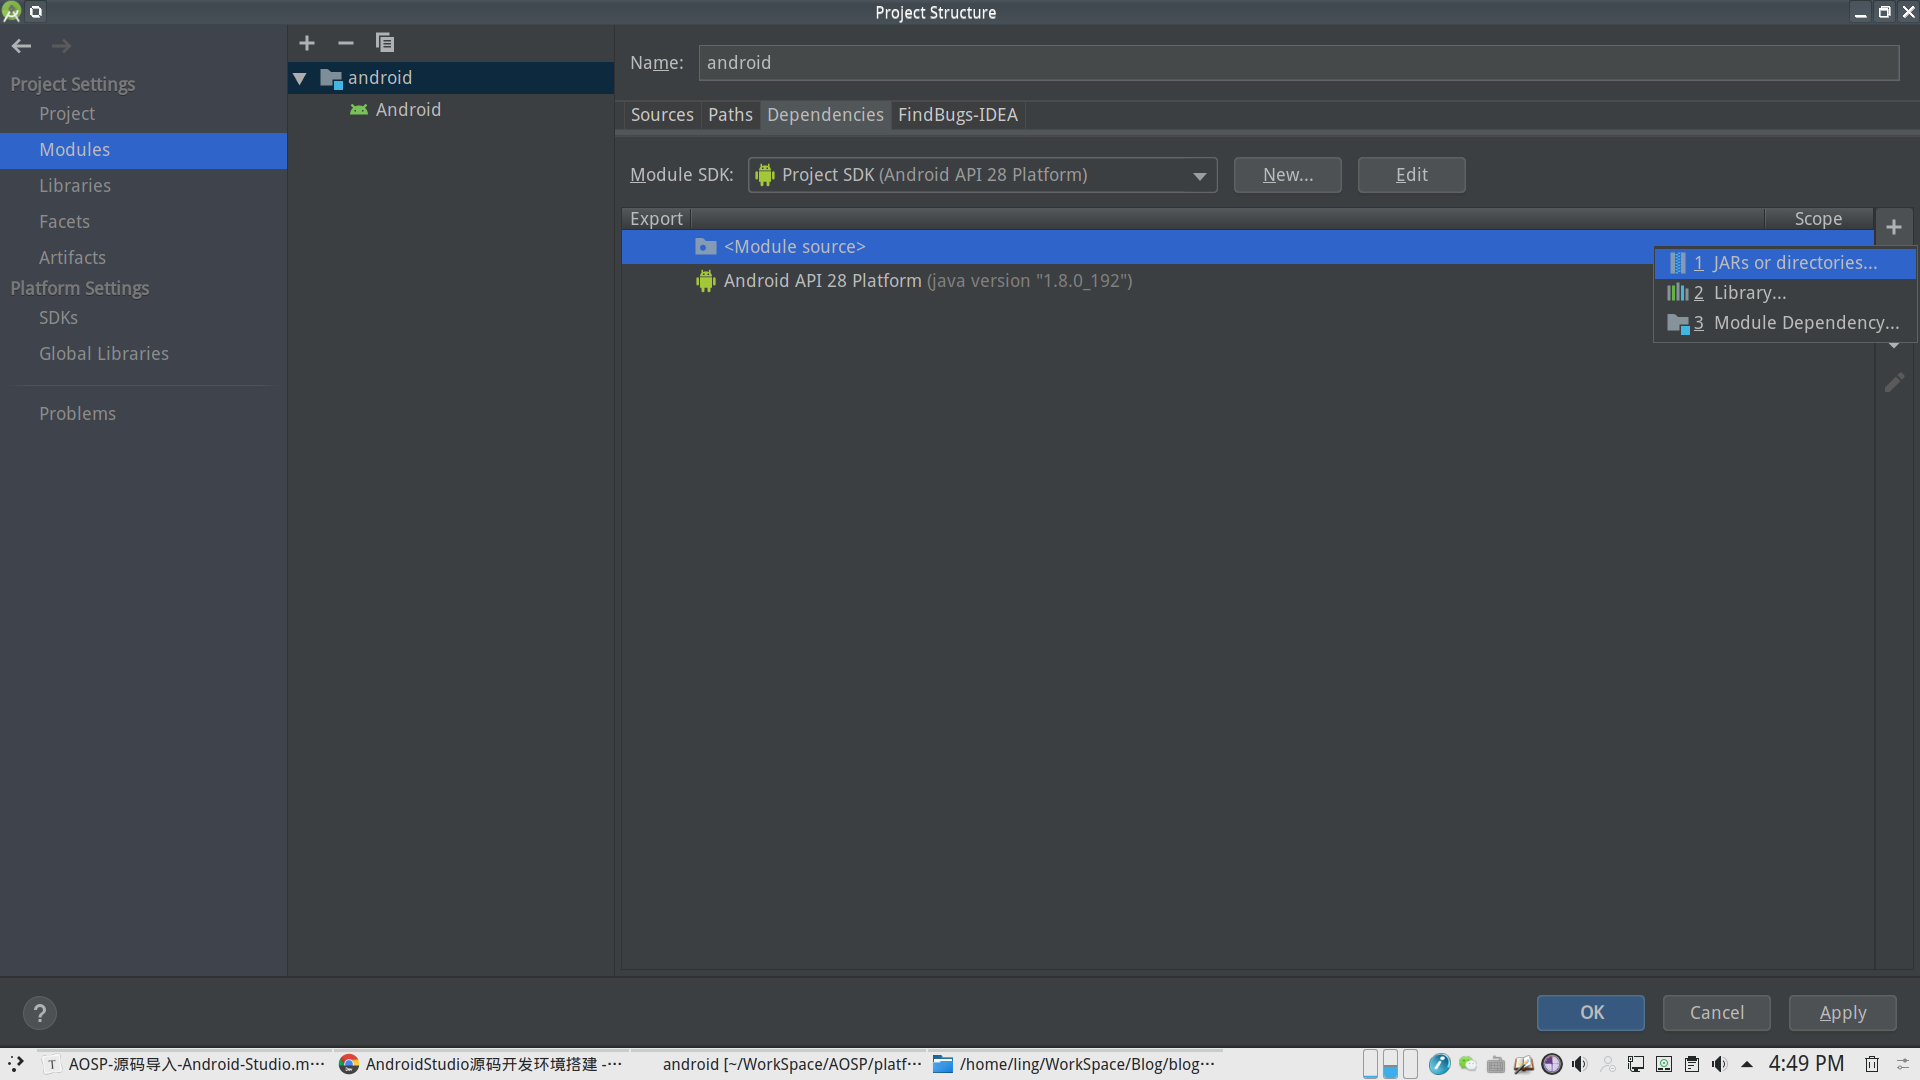 Project Structure
Project Settings
Project
Modules
Libraries
Facets
Artifacts
Platform Settings
SDKs
Global Libraries
Problems
android
Android
Name: android
Sources Paths Dependencies FindBugs-IDEA
Module SDK: Project SDK (Android API 28 Platform) New... Edit
Export Scope
<Module source>
Android API 28 Platform (java version "1.8.0_192")
1 JARs or directories...
2 Library...
3 Module Dependency...
? OK Cancel Apply
AOSP-源码导入-Android-Studio.m··· AndroidStudio源码开发环境搭建 -··· android [~/WorkSpace/AOSP/platf··· /home/ling/WorkSpace/Blog/blog··· 4:49 PM